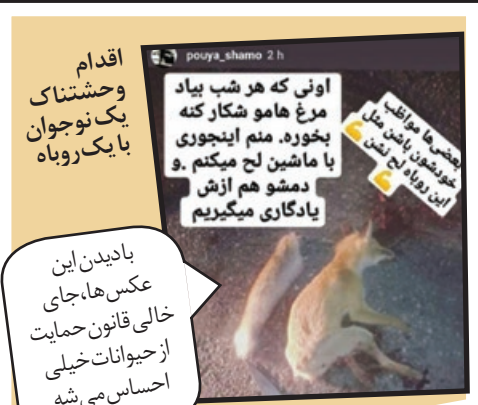 اقدام
وحشتناک
یک نوجوان
با یک روباه
pouya_shamo 2 h
اونی که هر شب بیاد
مرغ هامو شکار کنه
بخوره. منم اینجوری
با ماشین لح میکنم .و
دمشو هم ازش
یادگاری میگیریم
بعضی‌ها مواظب
خودشون باشن مثل
این روباه لح نشن 💪
💪
با دیدن این
عکس‌ها، جای
خالی قانون حمایت
از حیوانات خیلی
احساس می‌شه